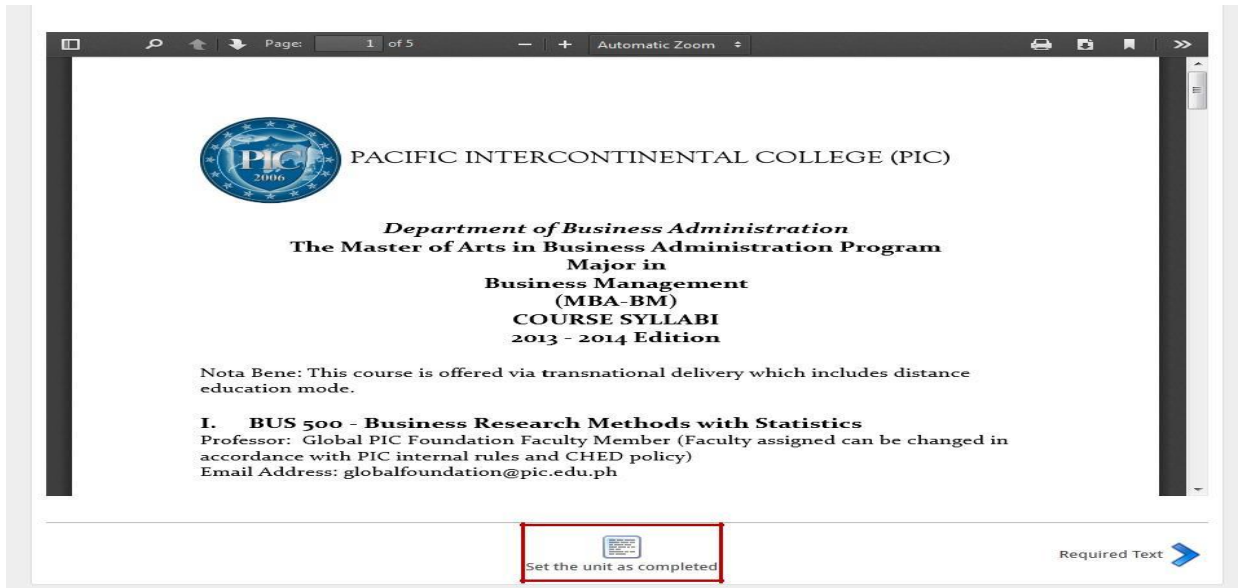 Page: 1 of 5 Automatic Zoom
PIC
2006
PACIFIC INTERCONTINENTAL COLLEGE (PIC)
Department of Business Administration
The Master of Arts in Business Administration Program
Major in
Business Management
(MBA-BM)
COURSE SYLLABI
2013 - 2014 Edition
Nota Bene: This course is offered via transnational delivery which includes distance
education mode.
I. BUS 500 - Business Research Methods with Statistics
Professor: Global PIC Foundation Faculty Member (Faculty assigned can be changed in
accordance with PIC internal rules and CHED policy)
Email Address: globalfoundation@pic.edu.ph
Set the unit as completed
Required Text